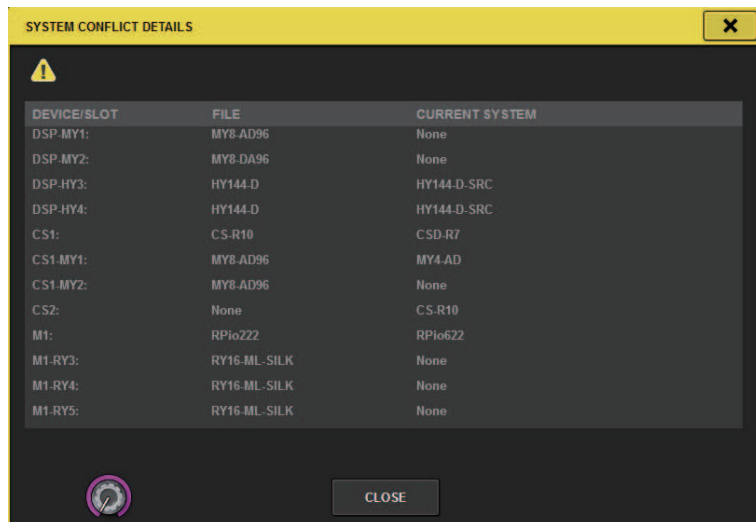 SYSTEM CONFLICT DETAILS
DEVICE/SLOT FILE CURRENT SYSTEM
DSP-MY1: MY8-AD96 None
DSP-MY2: MY8-DA96 None
DSP-HY3: HY144-D HY144-D-SRC
DSP-HY4: HY144-D HY144-D-SRC
CS1: CS-R10 CSD-R7
CS1-MY1: MY8-AD96 MY4-AD
CS1-MY2: MY8-AD96 None
CS2: None CS-R10
M1: RPio222 RPio622
M1-RY3: RY16-ML-SILK None
M1-RY4: RY16-ML-SILK None
M1-RY5: RY16-ML-SILK None
CLOSE